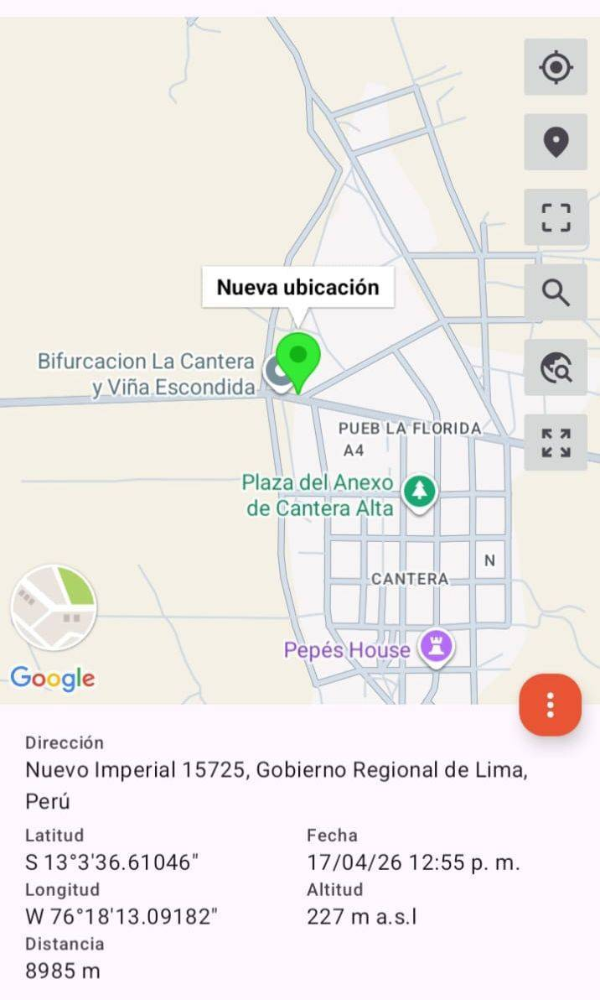 Nueva ubicación
Bifurcacion La Cantera
y Viña Escondida
PUEB LA FLORIDA
A4
Plaza del Anexo
de Cantera Alta
N
CANTERA
Pepés House
Google
Dirección
Nuevo Imperial 15725, Gobierno Regional de Lima,
Perú
Latitud
S 13°3'36.61046"
Fecha
17/04/26 12:55 p. m.
Longitud
W 76°18'13.09182"
Altitud
227 m a.s.l
Distancia
8985 m